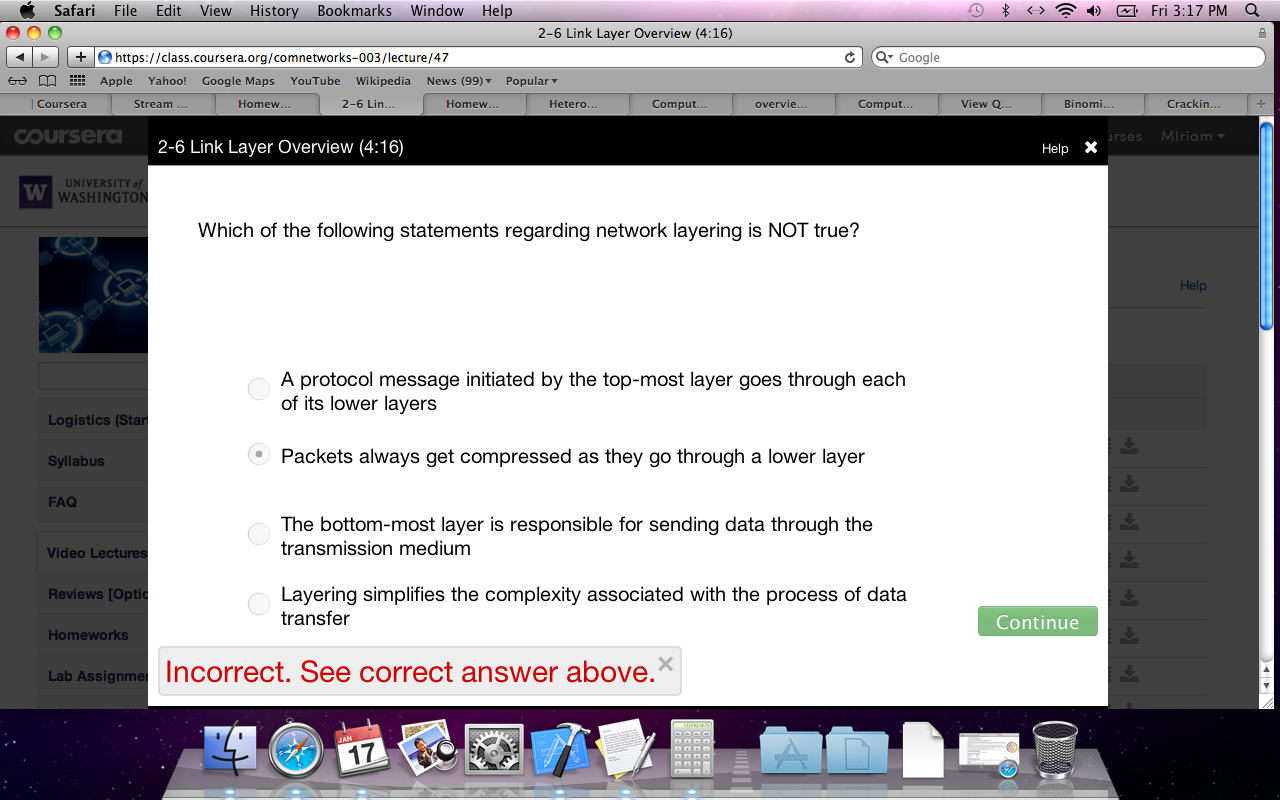 Safari File Edit View History Bookmarks Window Help Fri 3:17 PM
2-6 Link Layer Overview (4:16)
https://class.coursera.org/comnetworks-003/lecture/47
Google
Apple Yahoo! Google Maps YouTube Wikipedia News (99) Popular
Coursera Stream ... Homew... 2-6 Lin... Homew... Hetero... Comput... overvie... Comput... View Q... Binomi... Crackin...
coursera urses MIriam
2-6 Link Layer Overview (4:16)
Help
W UNIVERSITY of
WASHINGTON
Which of the following statements regarding network layering is NOT true?
Help
A protocol message initiated by the top-most layer goes through each
of its lower layers
Logistics (Star
Packets always get compressed as they go through a lower layer
Syllabus
FAQ
The bottom-most layer is responsible for sending data through the
transmission medium
Video Lectures
Reviews [Optio
Layering simplifies the complexity associated with the process of data
transfer
Continue
Homeworks
Incorrect. See correct answer above.
Lab Assignme
JAN
17